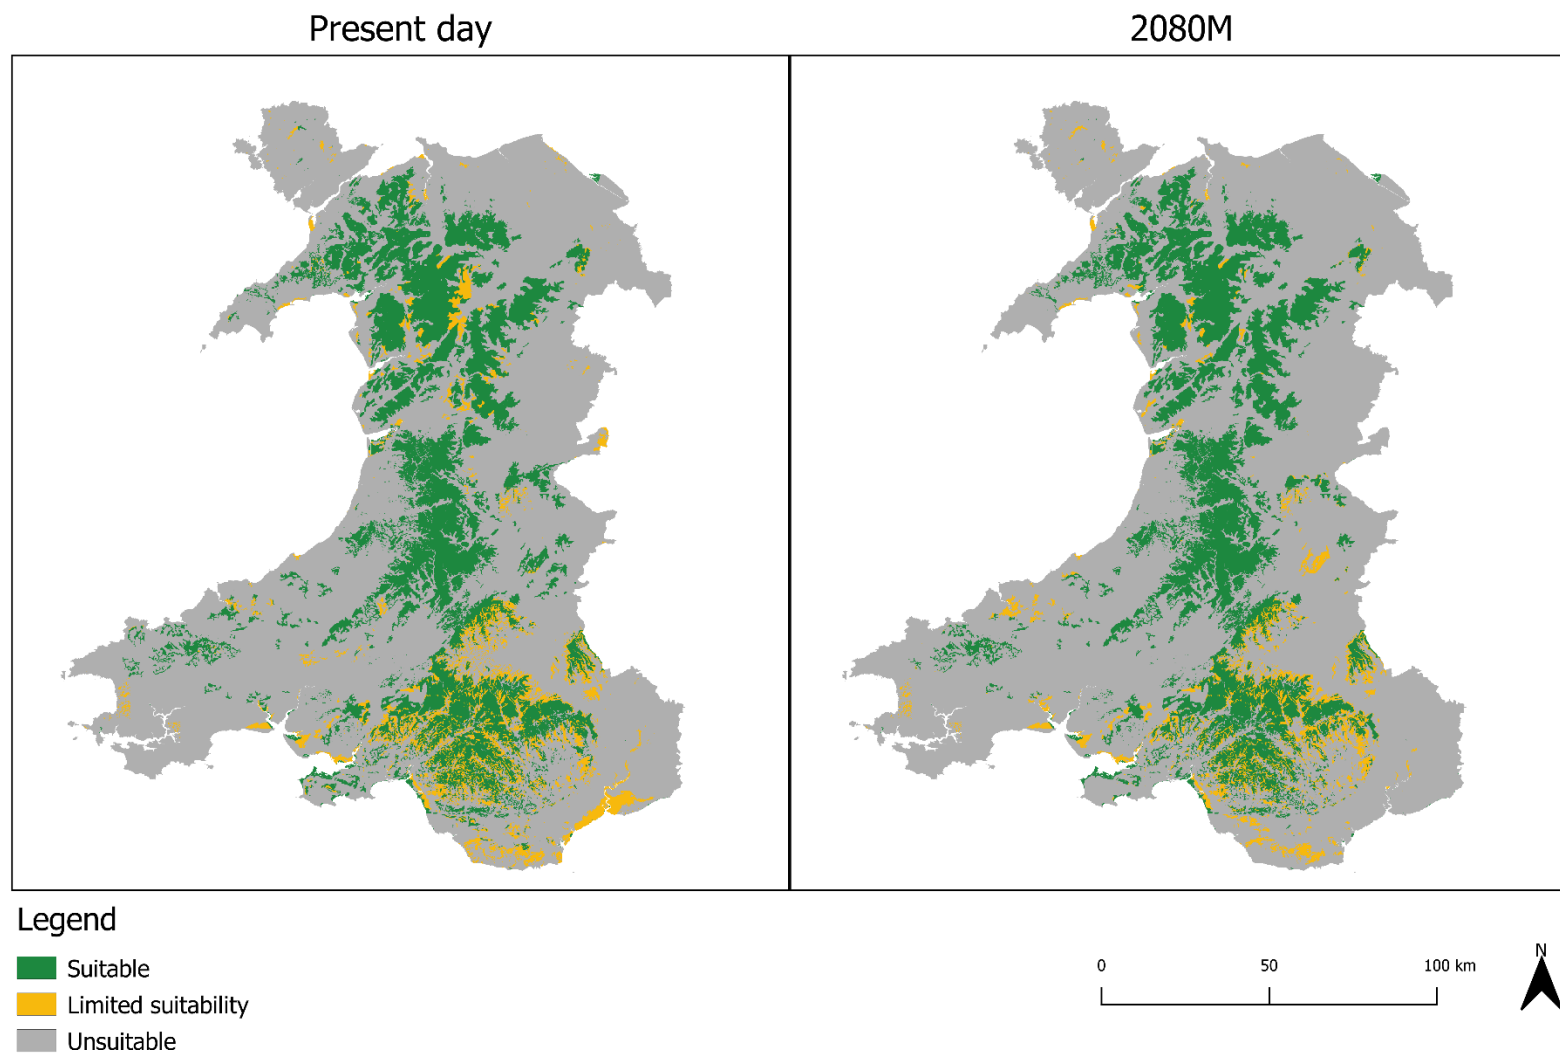 Present day
2080M
Legend
Suitable
Limited suitability
Unsuitable
0 50 100 km
N